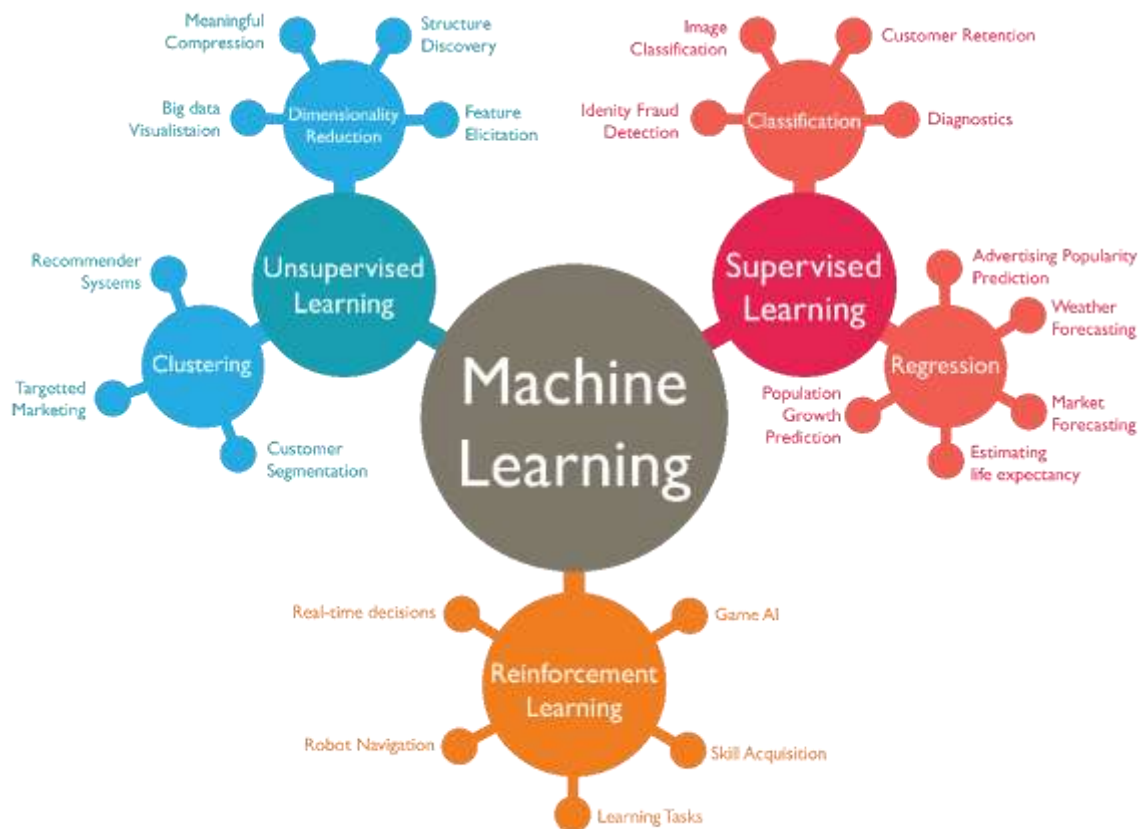 Meaningful
Compression
Structure
Discovery
Big data
Visualistaion
Dimensionality
Reduction
Feature
Elicitation
Image
Classification
Customer Retention
Idenity Fraud
Detection
Classification
Diagnostics
Recommender
Systems
Unsupervised
Learning
Clustering
Targetted
Marketing
Customer
Segmentation
Machine
Learning
Supervised
Learning
Advertising Popularity
Prediction
Weather
Forecasting
Regression
Population
Growth
Prediction
Market
Forecasting
Estimating
life expectancy
Real-time decisions
Game AI
Reinforcement
Learning
Robot Navigation
Skill Acquisition
Learning Tasks